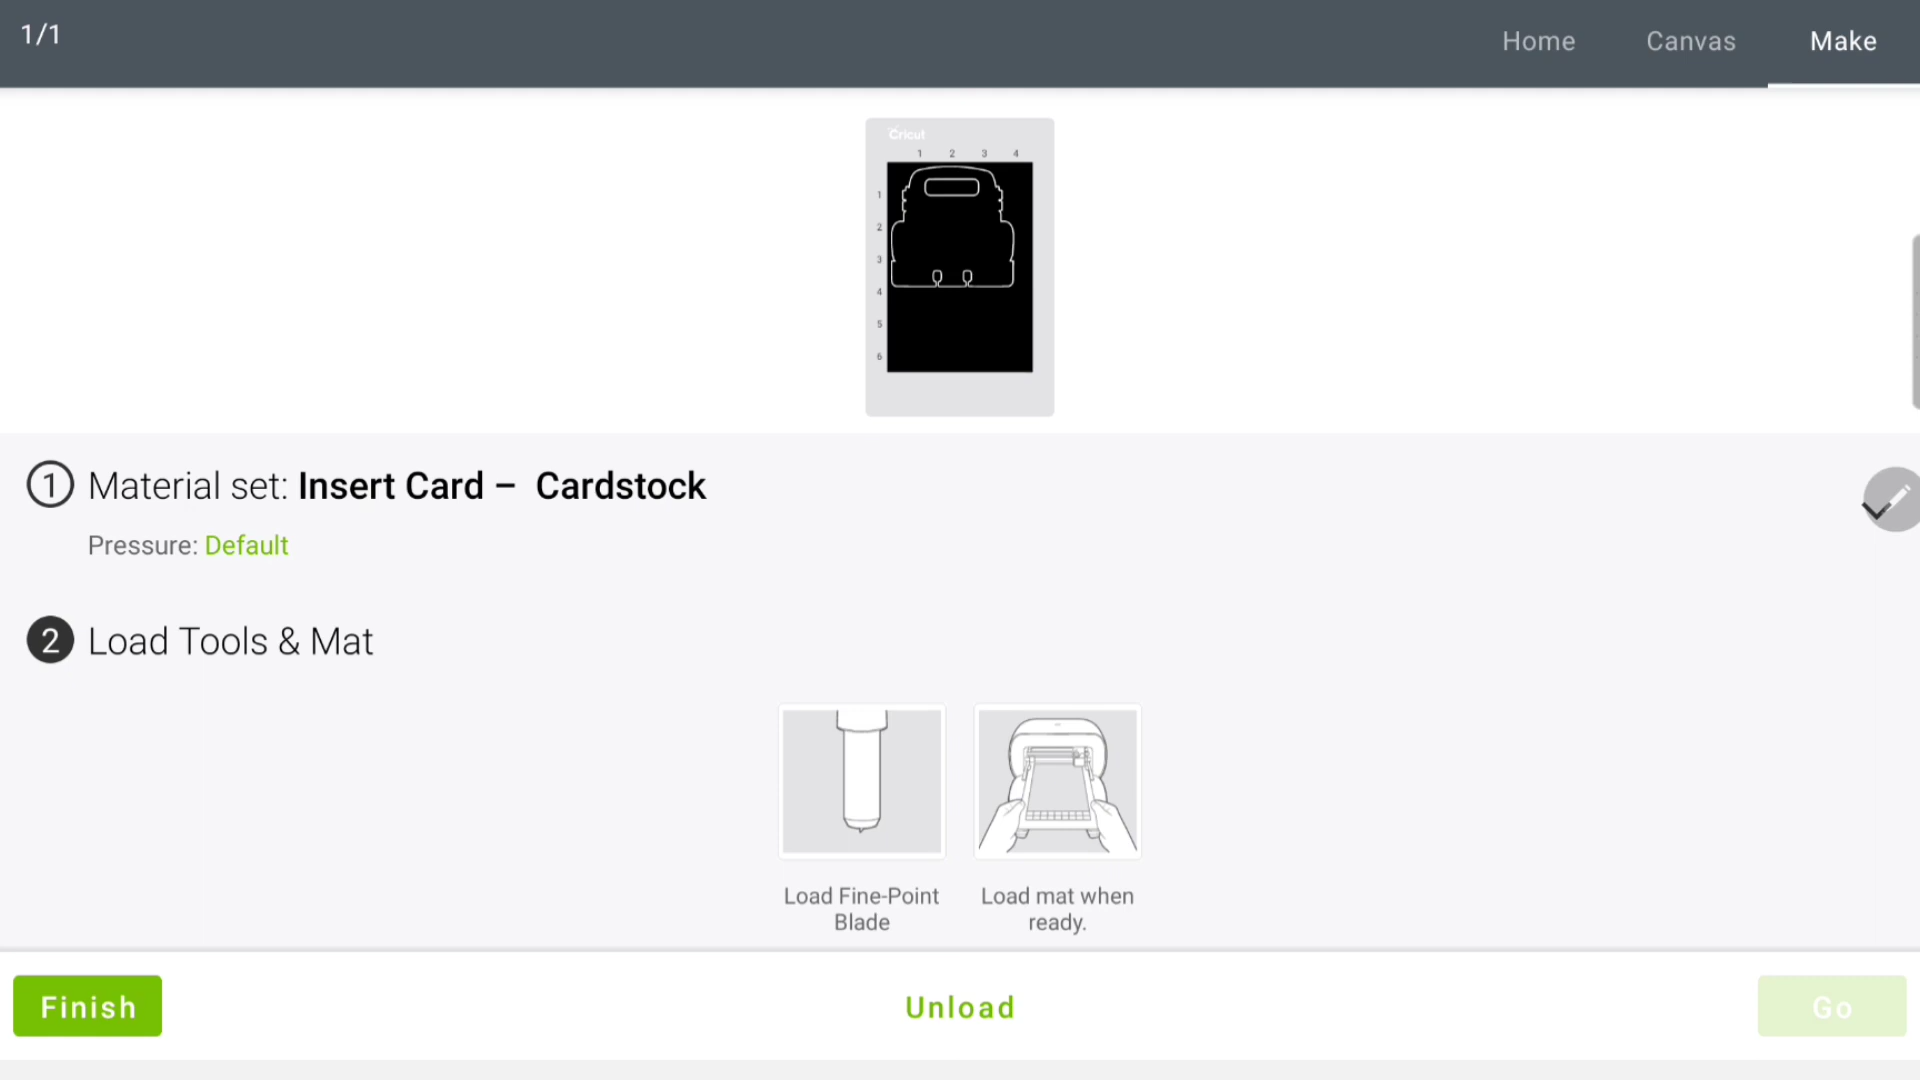 1/1
Home
Canvas
Make
Cricut
1 2 3 4
1
2
3
4
5
6
1 Material set: Insert Card – Cardstock
Pressure: Default
2 Load Tools & Mat
Load Fine-Point
Blade
Load mat when
ready.
Finish
Unload
Go